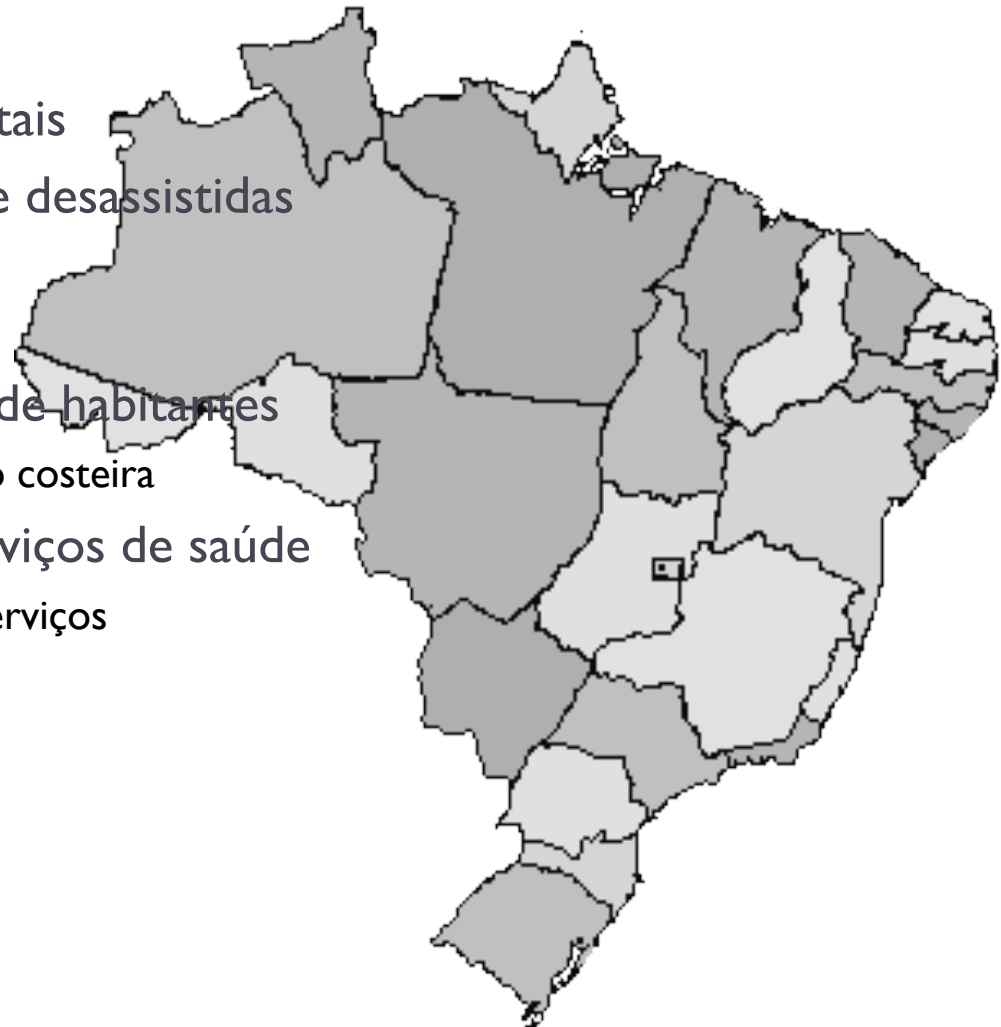 tais
e desassistidas
de habitantes
o costeira
viços de saúde
erviços